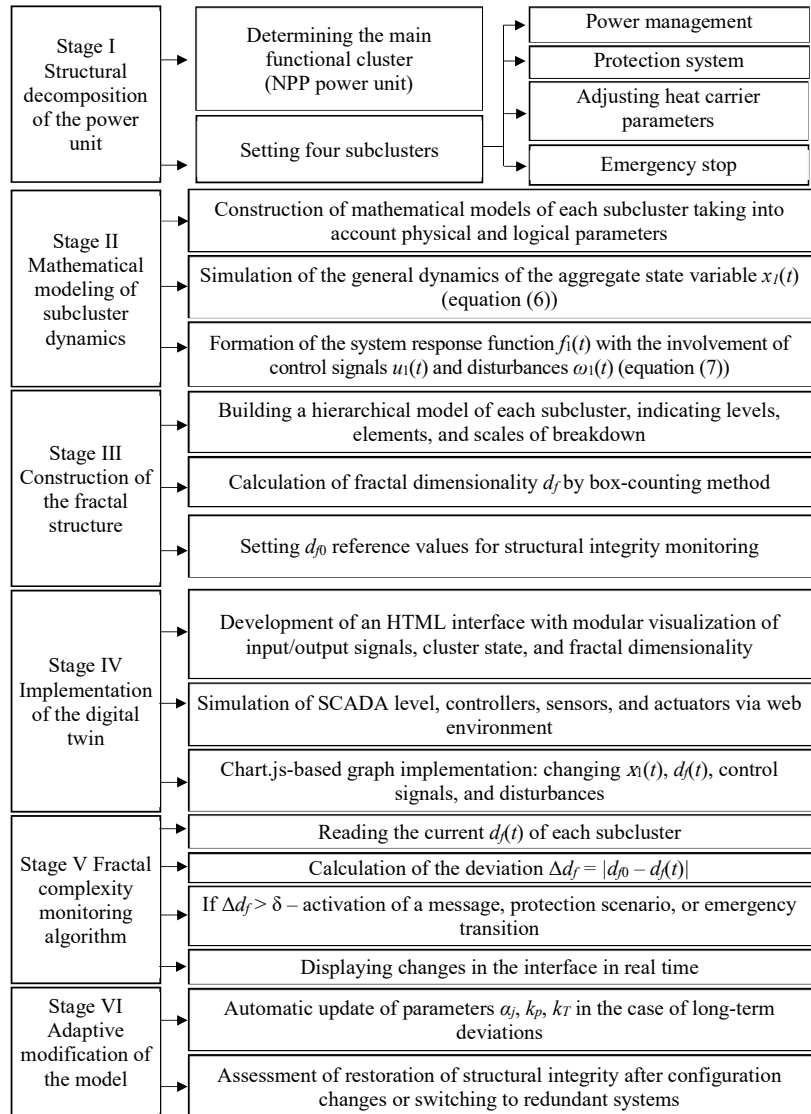 Stage I
Structural
decomposition
of the power
unit
Determining the main
functional cluster
(NPP power unit)
Setting four subclusters
Power management
Protection system
Adjusting heat carrier
parameters
Emergency stop
Stage II
Mathematical
modeling of
subcluster
dynamics
Construction of mathematical models of each subcluster taking into
account physical and logical parameters
Simulation of the general dynamics of the aggregate state variable x₁(t)
(equation (6))
Formation of the system response function f₁(t) with the involvement of
control signals u₁(t) and disturbances ω₁(t) (equation (7))
Stage III
Construction of
the fractal
structure
Building a hierarchical model of each subcluster, indicating levels,
elements, and scales of breakdown
Calculation of fractal dimensionality df by box-counting method
Setting df0 reference values for structural integrity monitoring
Stage IV
Implementation
of the digital
twin
Development of an HTML interface with modular visualization of
input/output signals, cluster state, and fractal dimensionality
Simulation of SCADA level, controllers, sensors, and actuators via web
environment
Chart.js-based graph implementation: changing x₁(t), df(t), control
signals, and disturbances
Stage V Fractal
complexity
monitoring
algorithm
Reading the current df(t) of each subcluster
Calculation of the deviation Δdf = |df0 – df(t)|
If Δdf > δ – activation of a message, protection scenario, or emergency
transition
Displaying changes in the interface in real time
Stage VI
Adaptive
modification of
the model
Automatic update of parameters αj, kp, kT in the case of long-term
deviations
Assessment of restoration of structural integrity after configuration
changes or switching to redundant systems